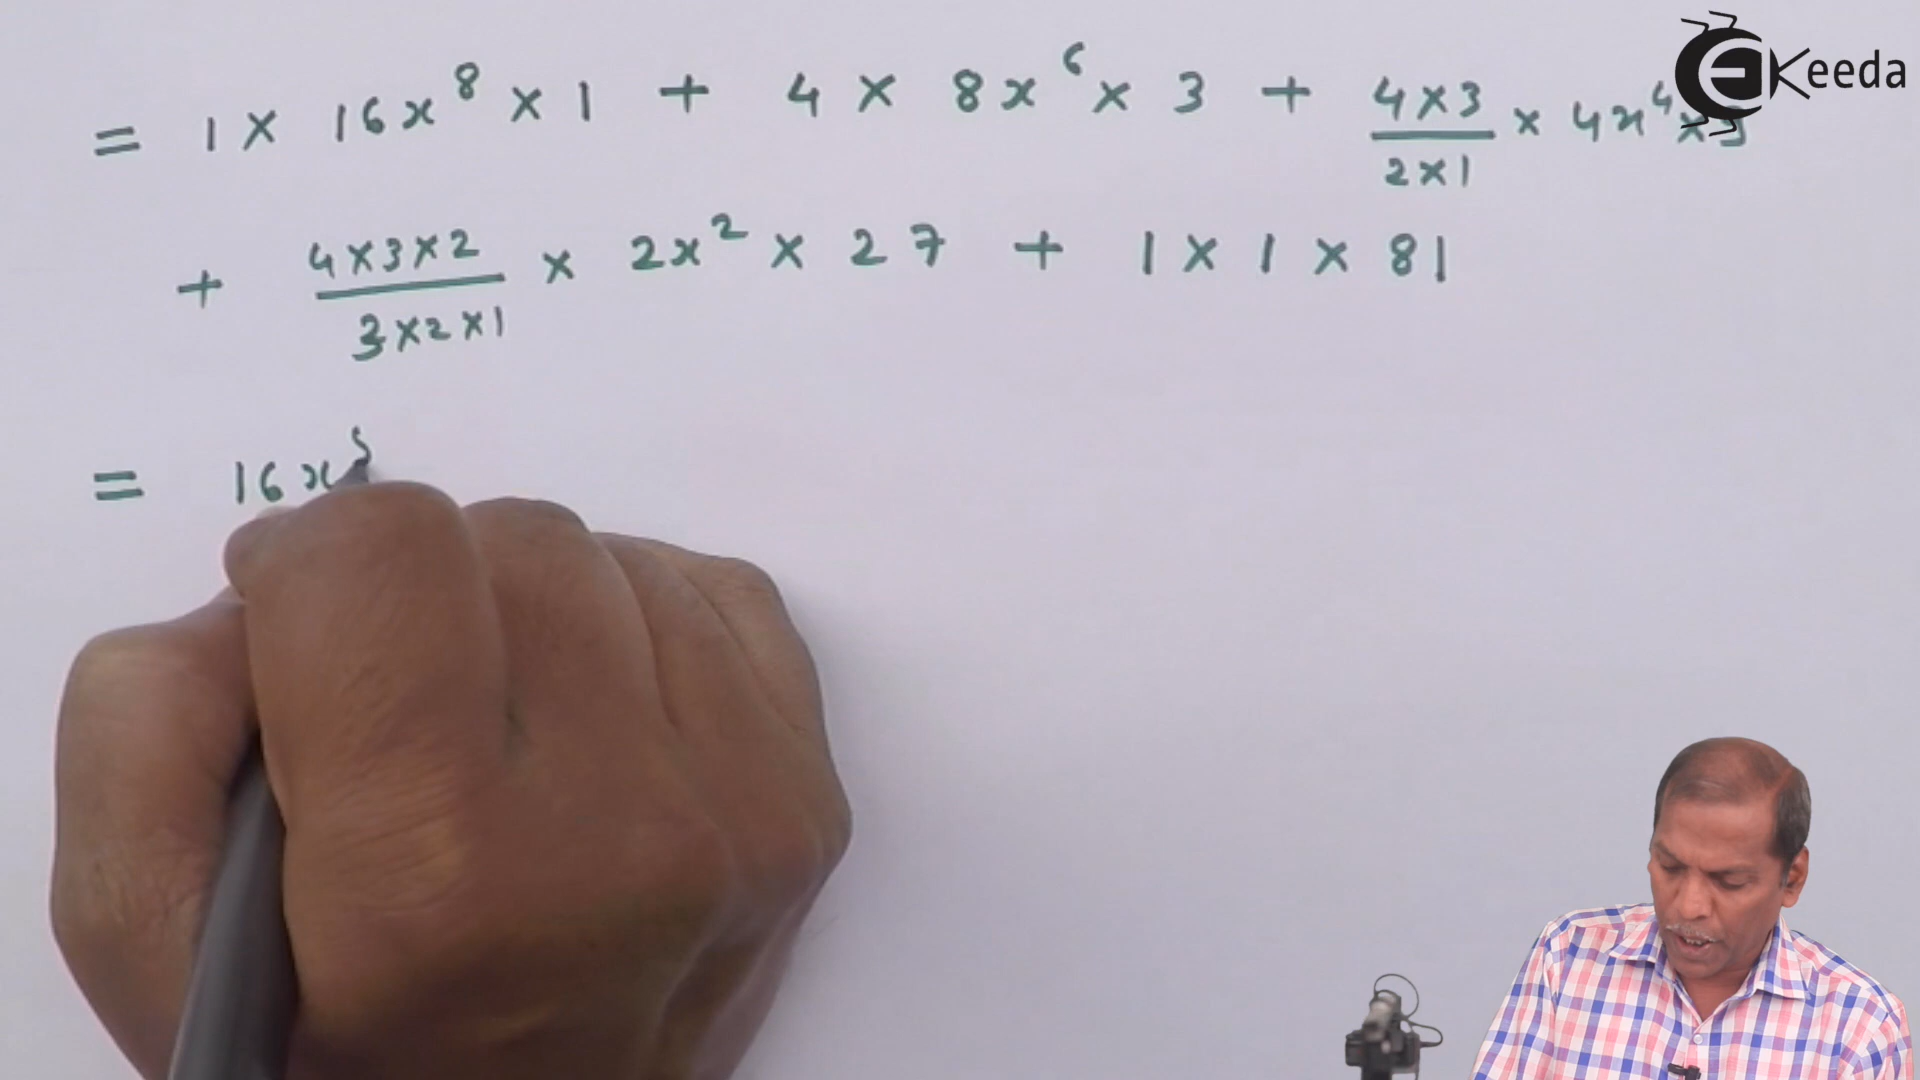 EKeeda
= 1 × 16x⁸ × 1 + 4 × 8x⁶ × 3 + (4×3)/(2×1) × 4x⁴ ×
+ (4×3×2)/(3×2×1) × 2x² × 27 + 1 × 1 × 81
= 16x